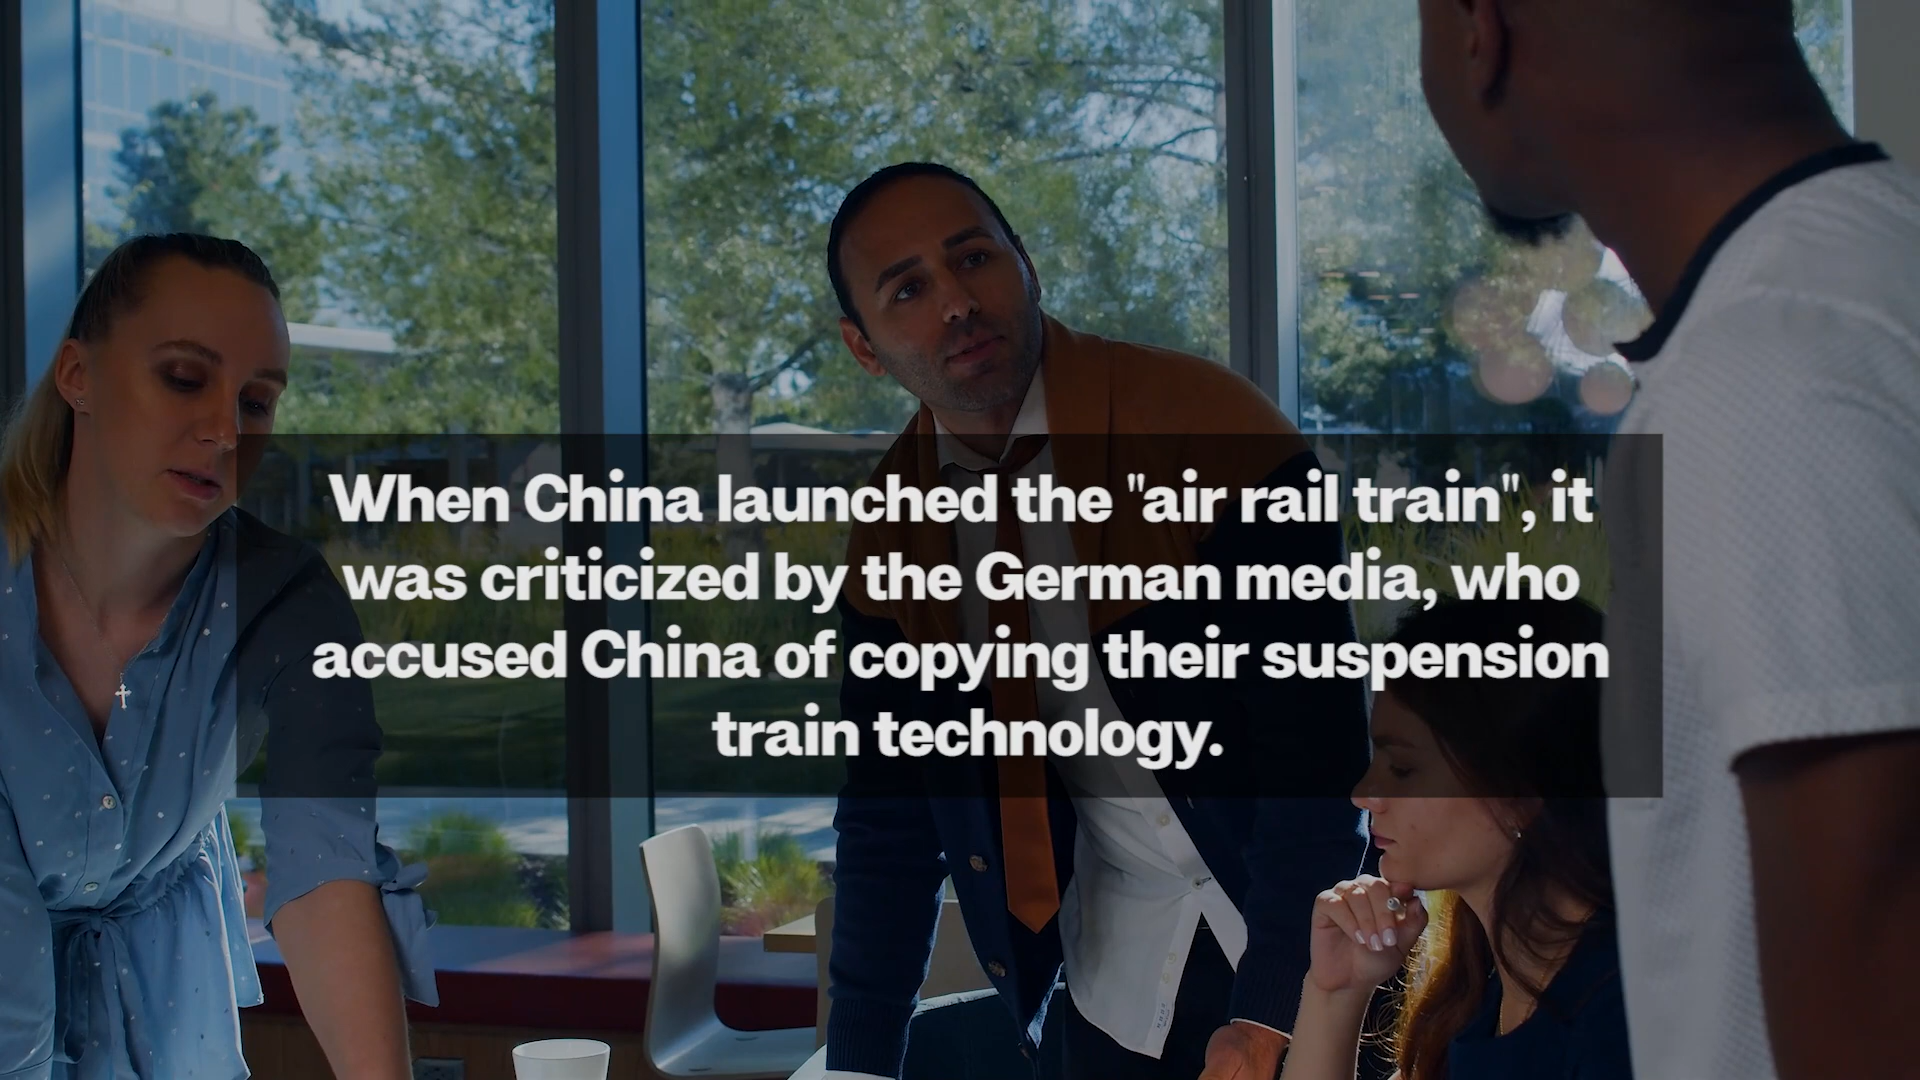 When China launched the "air rail train", it
was criticized by the German media, who
accused China of copying their suspension
train technology.